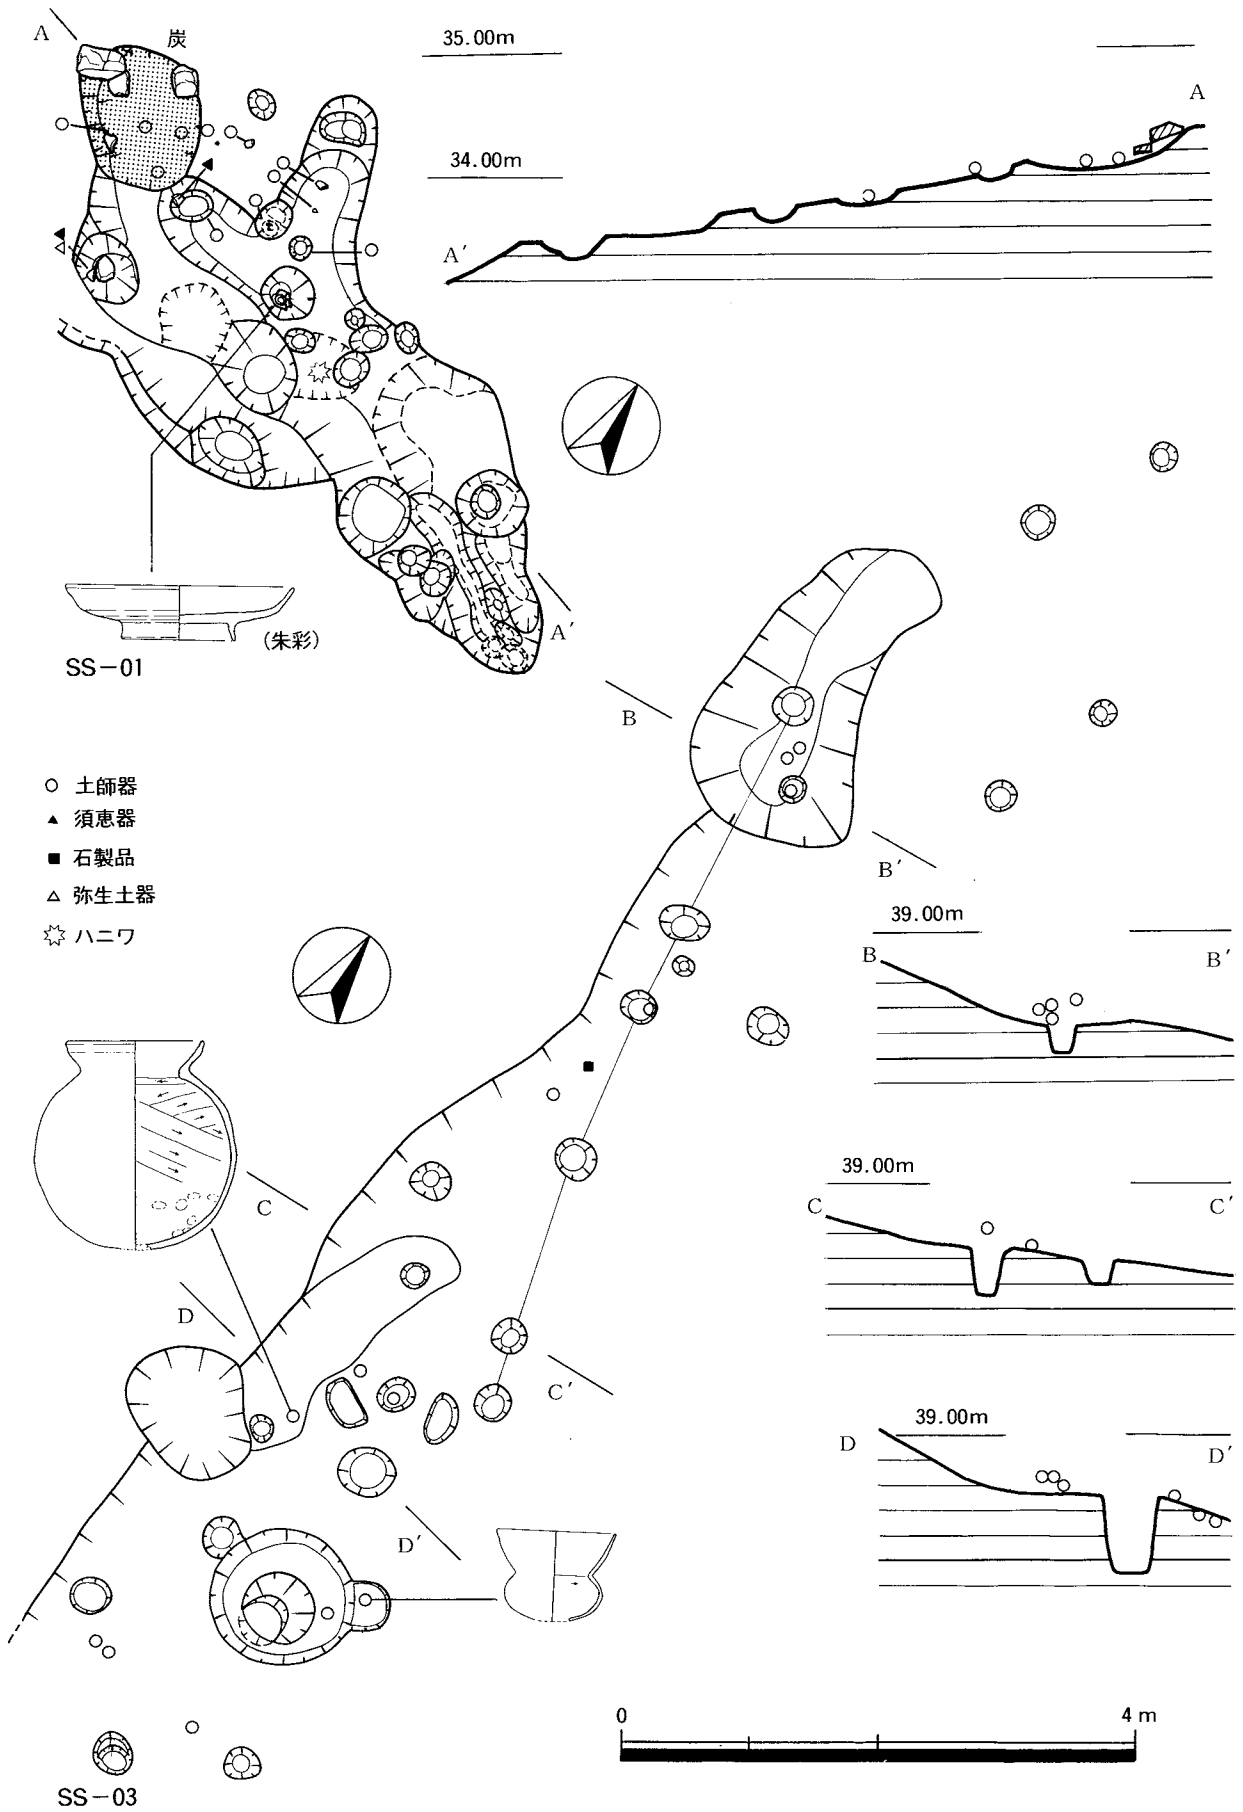 A
炭
35.00m
A
34.00m
A′
A′
(朱彩)
SS-01
B
○ 土師器
▲ 須恵器
■ 石製品
△ 弥生土器
ハニワ
B′
39.00m
B
B′
39.00m
C
C′
C
D
C′
39.00m
D
D′
D′
0
4 m
SS-03